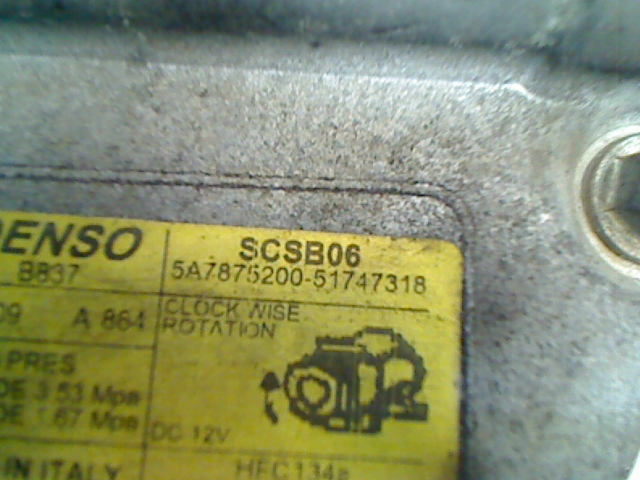 DENSO
SCSB06
B837
5A7875200-51747318
09 A 864
CLOCK WISE
ROTATION
PRES
DE 3.53 Mpa
DE 1.67 Mpa
DC 12V
IN ITALY
HFC134a